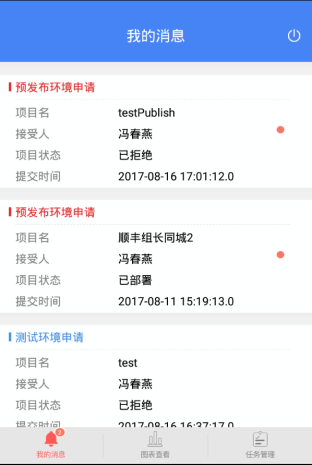 我的消息
预发布环境申请
项目名 testPublish
接受人 冯春燕
项目状态 已拒绝
提交时间 2017-08-16 17:01:12.0
预发布环境申请
项目名 顺丰组长同城2
接受人 冯春燕
项目状态 已部署
提交时间 2017-08-11 15:19:13.0
测试环境申请
项目名 test
接受人 冯春燕
项目状态 已拒绝
提交时间 2017-08-16 16:37:17.0
我的消息 图表查看 任务管理